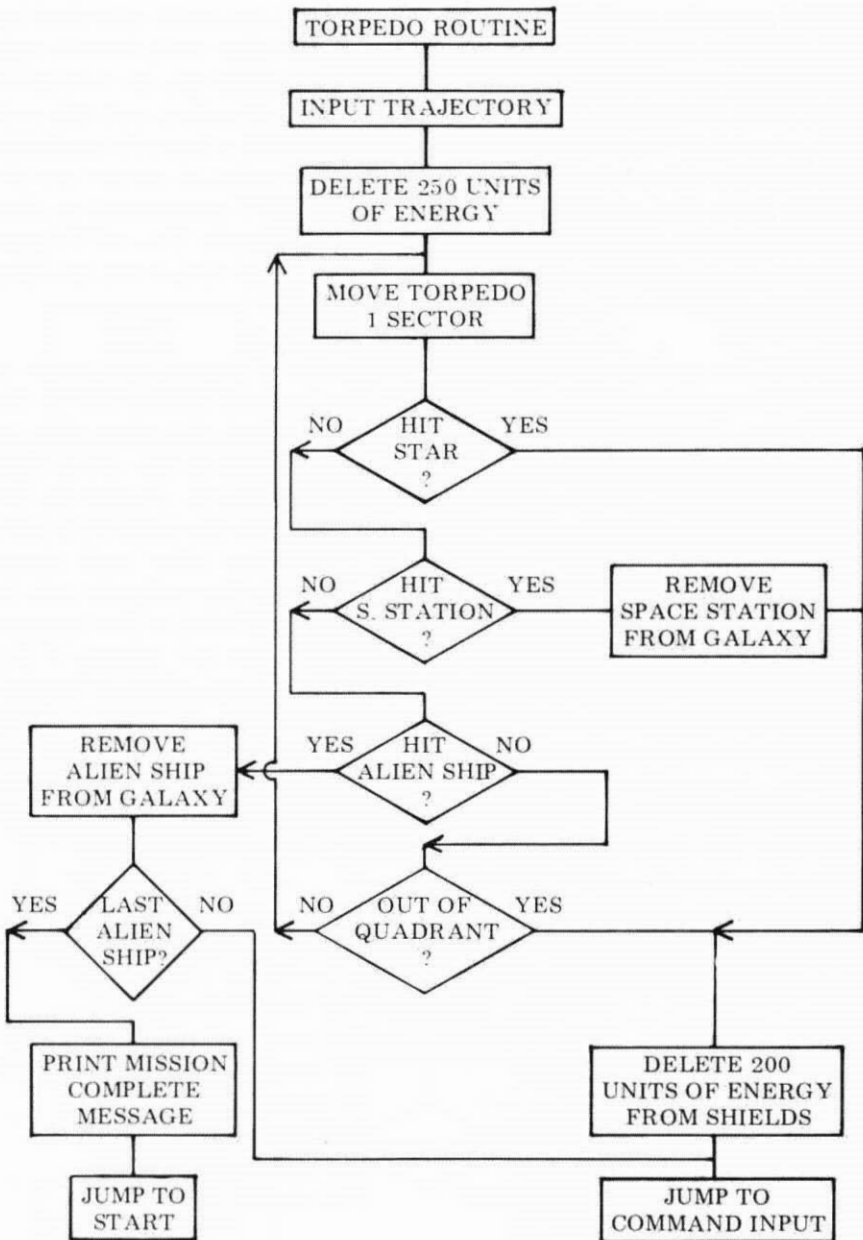 TORPEDO ROUTINE
INPUT TRAJECTORY
DELETE 250 UNITS
OF ENERGY
MOVE TORPEDO
1 SECTOR
NO
HIT
STAR
?
YES
NO
HIT
S. STATION
?
YES
REMOVE
SPACE STATION
FROM GALAXY
REMOVE
ALIEN SHIP
FROM GALAXY
YES
HIT
ALIEN SHIP
?
NO
YES
LAST
ALIEN
SHIP?
NO
NO
OUT OF
QUADRANT
?
YES
PRINT MISSION
COMPLETE
MESSAGE
DELETE 200
UNITS OF ENERGY
FROM SHIELDS
JUMP TO
START
JUMP TO
COMMAND INPUT